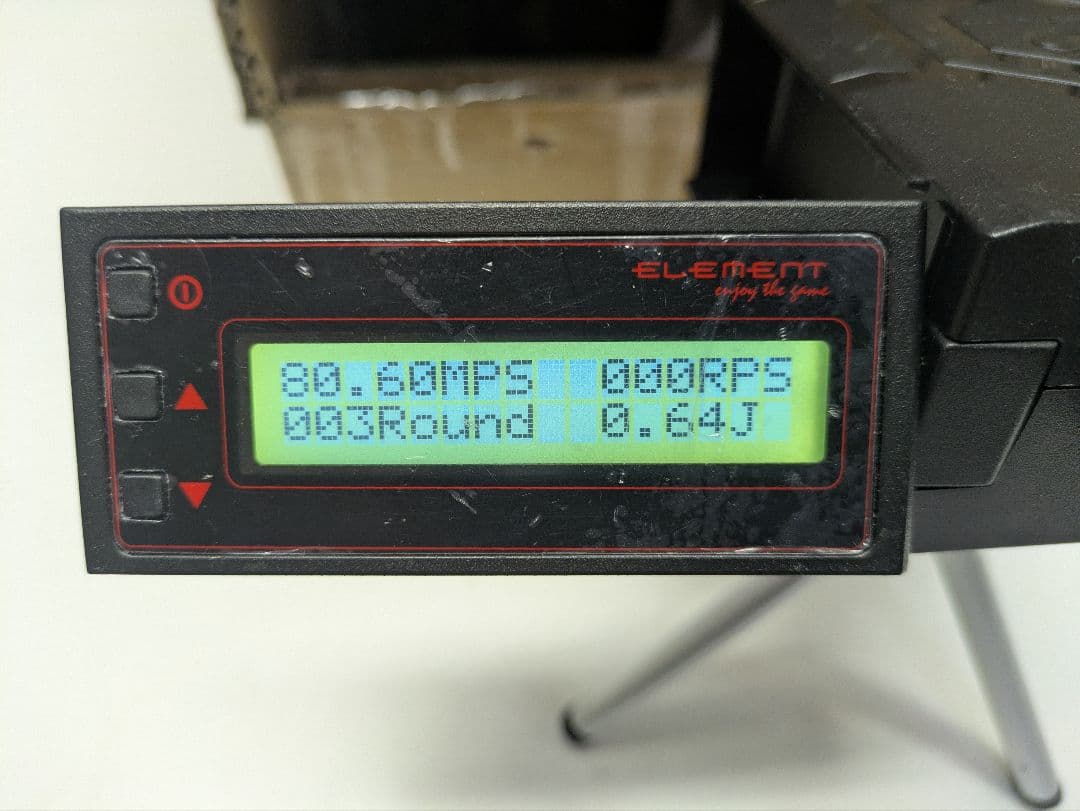 ELEMENT
enjoy the game
80.60MPS 000RPS
003Round 0.64J